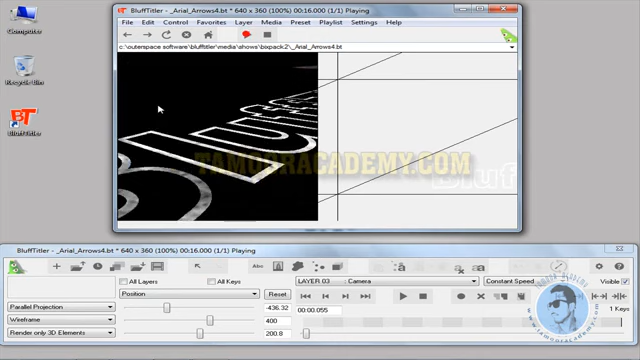 Computer
Recycle Bin
BluffTitler
BluffTitler - _Arial_Arrows4.bt * 640 x 360 (100%) 00:16.000 (1/1) Playing
File Edit Control Favorites Layer Media Preset Playlist Settings Help
c:\outerspace software\blufftitler\media\shows\bixpack2\_Arial_Arrows4.bt
Bluf
TAMOORACADEMY.COM
BluffTitler - _Arial_Arrows4.bt * 640 x 360 (100%) 00:16.000 (1/1) Playing
All Layers
All Keys
LAYER 03 : Camera
Constant Speed
Visible
Position
Reset
Parallel Projection
-436.32
1 Keys
Wireframe
400
00:00.055
Render only 3D Elements
200.8